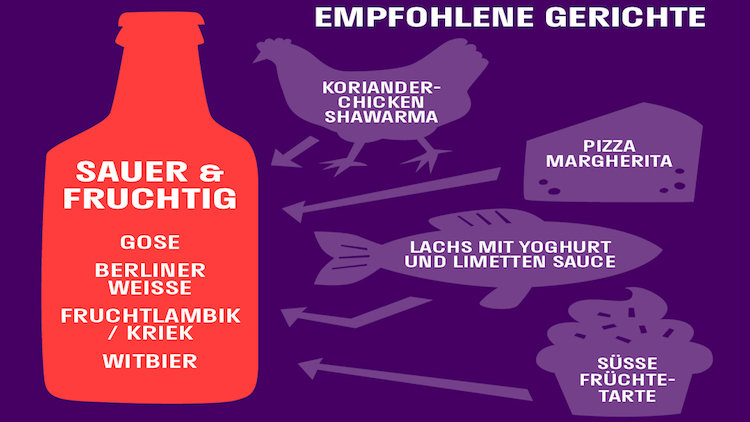 EMPFOHLENE GERICHTE
KORIANDER-
CHICKEN
SHAWARMA
PIZZA
MARGHERITA
SAUER &
FRUCHTIG
GOSE
BERLINER
WEISSE
FRUCHTLAMBIK
/ KRIEK
WITBIER
LACHS MIT YOGHURT
UND LIMETTEN SAUCE
SÜSSE
FRÜCHTE-
TARTE